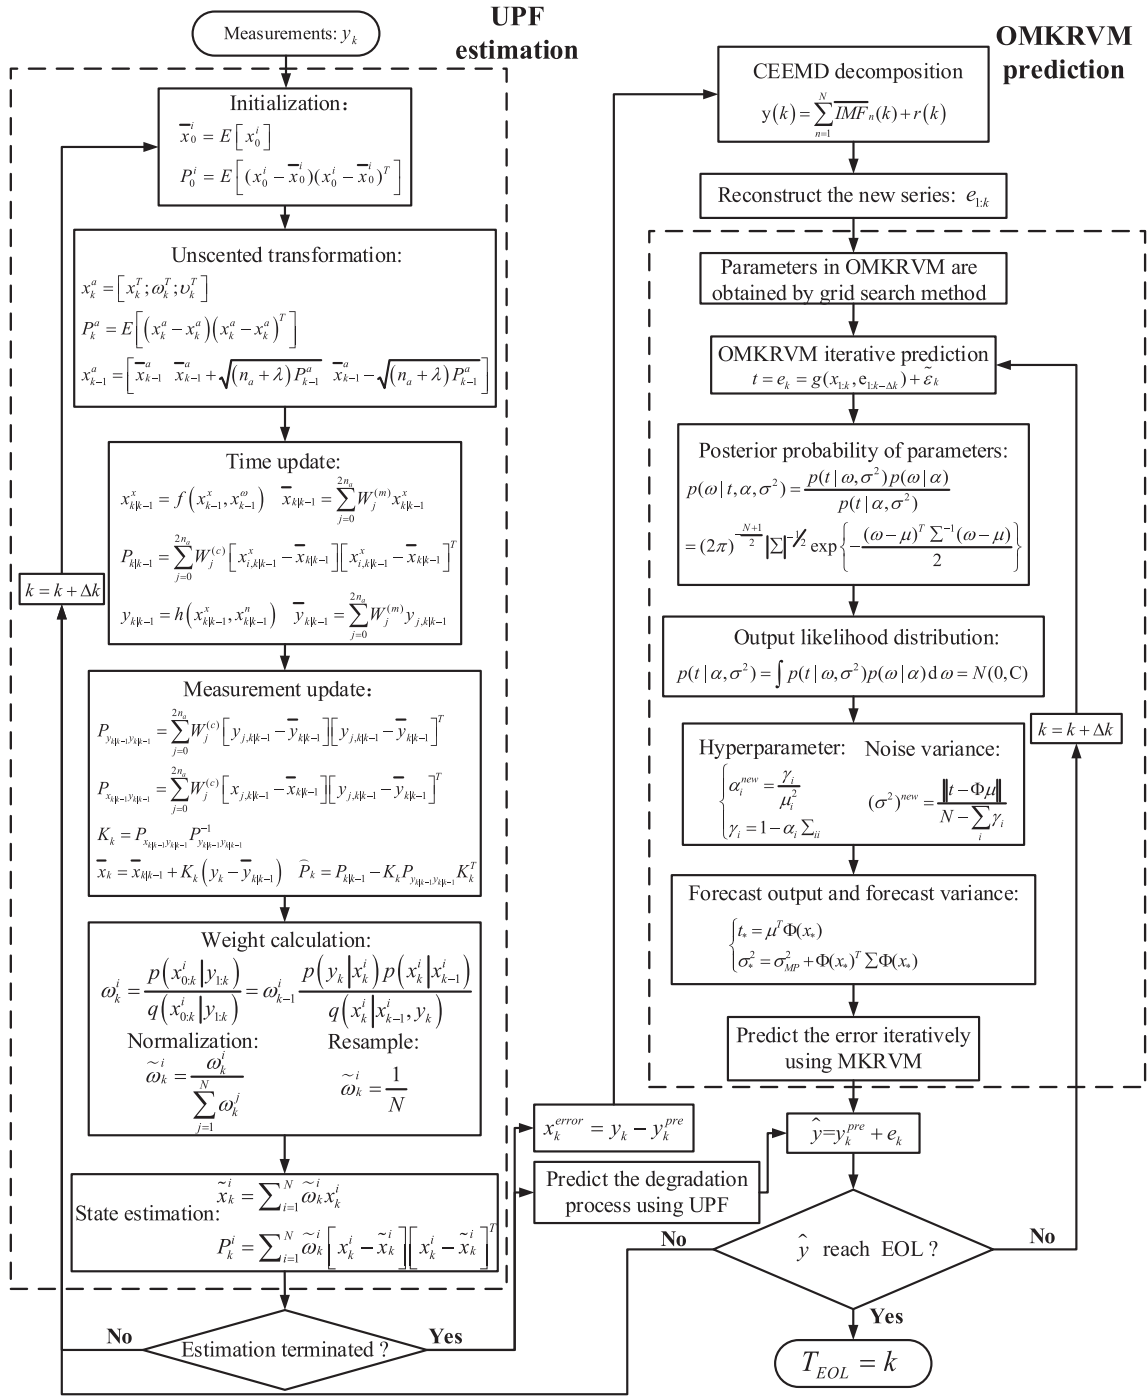 UPF
estimation
Measurements: y_k
Initialization:
x̄_0^i = E[x_0^i]
P_0^i = E[(x_0^i − x̄_0^i)(x_0^i − x̄_0^i)^T]
Unscented transformation:
x_k^a = [x_k^T; ω_k^T; υ_k^T]
P_k^a = E[(x_k^a − x_k^a)(x_k^a − x_k^a)^T]
x_{k-1}^a = [x̄_{k-1}^a  x̄_{k-1}^a + √((n_a + λ)P_{k-1}^a)  x̄_{k-1}^a − √((n_a + λ)P_{k-1}^a)]
Time update:
x_{k|k-1}^x = f(x_{k-1}^x, x_{k-1}^ω)  x̄_{k|k-1} = ∑_{j=0}^{2n_a} W_j^{(m)} x_{k|k-1}^x
P_{k|k-1} = ∑_{j=0}^{2n_a} W_j^{(c)} [x_{i,k|k-1}^x − x̄_{k|k-1}][x_{i,k|k-1}^x − x̄_{k|k-1}]^T
y_{k|k-1} = h(x_{k|k-1}^x, x_{k|k-1}^n)  ȳ_{k|k-1} = ∑_{j=0}^{2n_a} W_j^{(m)} y_{j,k|k-1}
k = k + Δk
Measurement update:
P_{y_{k|k-1}y_{k|k-1}} = ∑_{j=0}^{2n_a} W_j^{(c)} [y_{j,k|k-1} − ȳ_{k|k-1}][y_{j,k|k-1} − ȳ_{k|k-1}]^T
P_{x_{k|k-1}y_{k|k-1}} = ∑_{j=0}^{2n_a} W_j^{(c)} [x_{j,k|k-1} − x̄_{k|k-1}][y_{j,k|k-1} − ȳ_{k|k-1}]^T
K_k = P_{x_{k|k-1}y_{k|k-1}} P_{y_{k|k-1}y_{k|k-1}}^{-1}
x̄_k = x̄_{k|k-1} + K_k(y_k − ȳ_{k|k-1})  P̂_k = P_{k|k-1} − K_k P_{y_{k|k-1}y_{k|k-1}} K_k^T
Weight calculation:
ω_k^i = p(x_{0:k}^i|y_{1:k}) / q(x_{0:k}^i|y_{1:k}) = ω_{k-1}^i p(y_k|x_k^i)p(x_k^i|x_{k-1}^i) / q(x_k^i|x_{k-1}^i, y_k)
Normalization: Resample:
ω̃_k^i = ω_k^i / ∑_{j=1}^N ω_k^j  ω̃_k^i = 1/N
State estimation:
x̃_k^i = ∑_{i=1}^N ω̃_k^i x_k^i
P_k^i = ∑_{i=1}^N ω̃_k^i [x_k^i − x̃_k^i][x_k^i − x̃_k^i]^T
No
Estimation terminated ?
Yes
x_k^{error} = y_k − y_k^{pre}
Predict the degradation
process using UPF
OMKRVM
prediction
CEEMD decomposition
y(k) = ∑_{n=1}^N \overline{IMF}_n(k) + r(k)
Reconstruct the new series: e_{1:k}
Parameters in OMKRVM are
obtained by grid search method
OMKRVM iterative prediction
t = e_k = g(x_{1:k}, e_{1:k−Δk}) + ε̃_k
Posterior probability of parameters:
p(ω|t,α,σ²) = p(t|ω,σ²)p(ω|α) / p(t|α,σ²)
= (2π)^{−(N+1)/2} |∑|^{−1/2} exp{−(ω−μ)^T ∑^{−1}(ω−μ) / 2}
Output likelihood distribution:
p(t|α,σ²) = ∫ p(t|ω,σ²)p(ω|α)dω = N(0,C)
Hyperparameter: Noise variance:
{α_i^{new} = γ_i / μ_i^2  (σ²)^{new} = ‖t − Φμ‖ / (N − ∑_i γ_i)
γ_i = 1 − α_i ∑_{ii}
k = k + Δk
Forecast output and forecast variance:
{t_* = μ^T Φ(x_*)
σ_*^2 = σ_{MP}^2 + Φ(x_*)^T ∑Φ(x_*)
Predict the error iteratively
using MKRVM
ŷ=y_k^{pre} + e_k
No
ŷ reach EOL ?
No
Yes
T_{EOL} = k